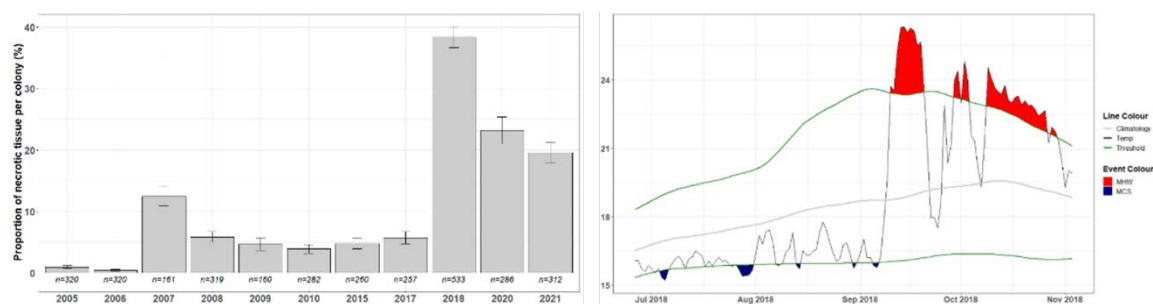 Proportion of necrotic tissue per colony (%)
40
30
20
10
0
n=320 n=320 n=161 n=319 n=160 n=282 n=260 n=257 n=533 n=286 n=312
2005 2006 2007 2008 2009 2010 2015 2017 2018 2020 2021
24
21
18
15
Jul 2018 Aug 2018 Sep 2018 Oct 2018 Nov 2018
Line Colour
Climatology
Temp
Threshold
Event Colour
MHW
MCS